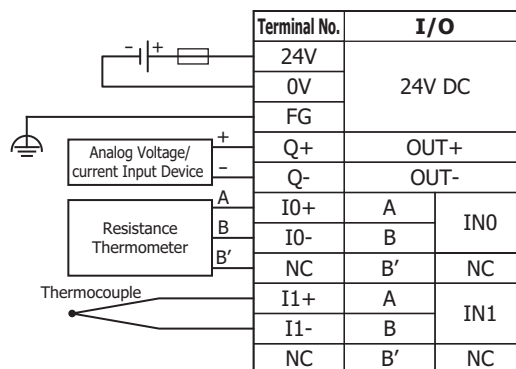 Terminal No. I/O
- + 24V
0V 24V DC
FG
Analog Voltage/ + Q+ OUT+
current Input Device - Q- OUT-
A I0+ A
Resistance B I0- B IN0
Thermometer B′ NC B′ NC
Thermocouple I1+ A
I1- B IN1
NC B′ NC